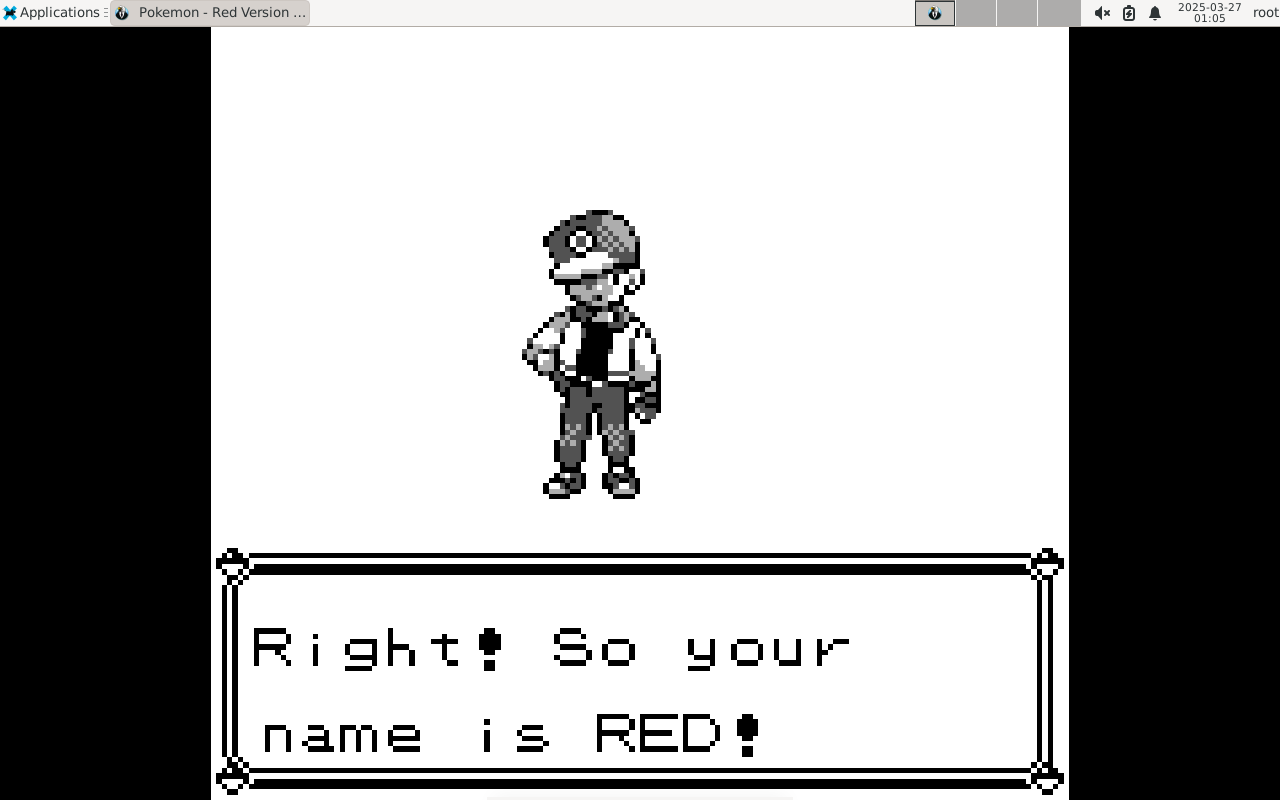 Applications
Pokemon - Red Version ...
2025-03-27
01:05
root
Right! So your
name is RED!